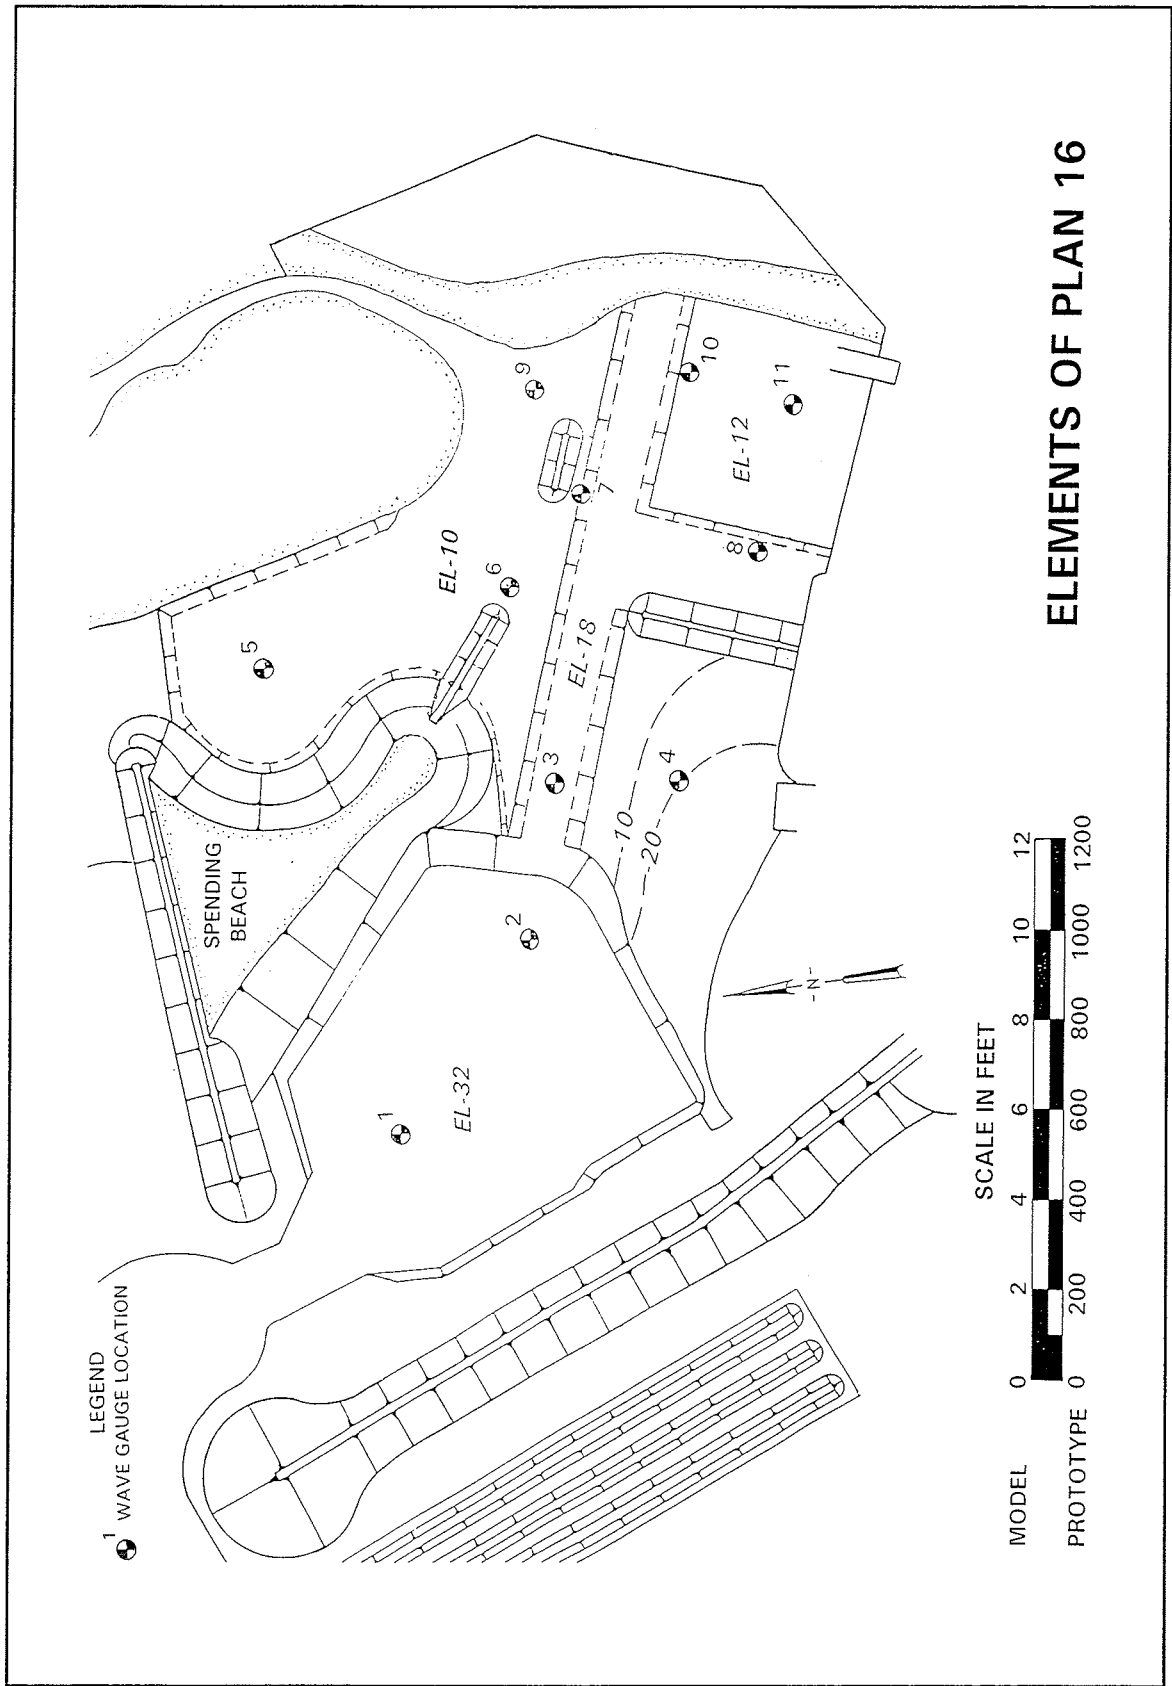 LEGEND
1 WAVE GAUGE LOCATION
SPENDING
BEACH
5
9
EL-10
6
1
2
3
7
EL-32
EL-18
10
EL-12
11
8
4
-10
-20
-N-
SCALE IN FEET
MODEL 0 2 4 6 8 10 12
PROTOTYPE 0 200 400 600 800 1000 1200
ELEMENTS OF PLAN 16